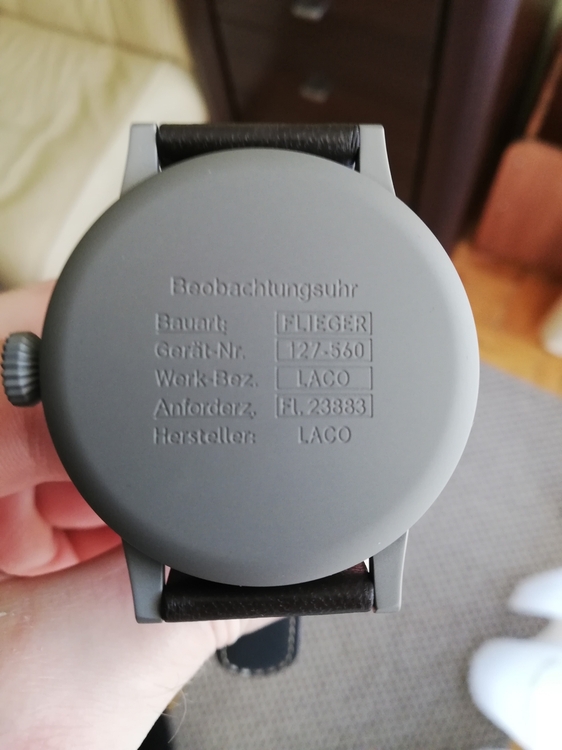 Beobachtungsuhr
Bauart: FLIEGER
Gerät-Nr. 127-560
Werk-Bez. LACO
Anforderz. Fl. 23883
Hersteller: LACO